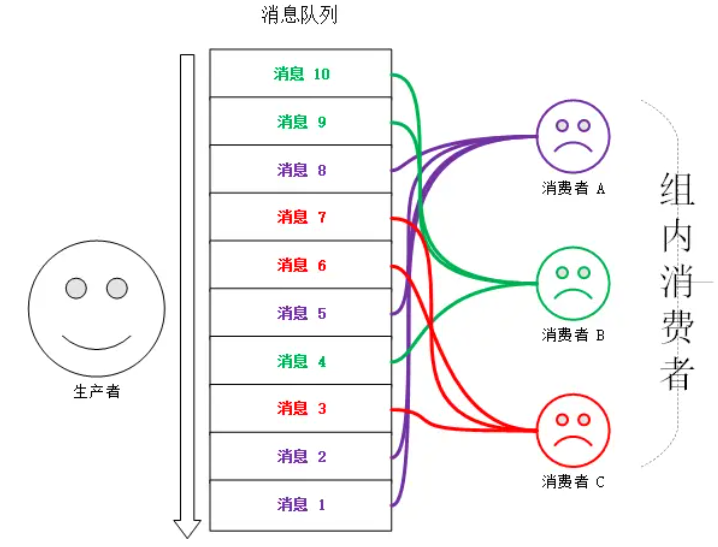 消息队列
消息 10
消息 9
消息 8
消息 7
消息 6
消息 5
消息 4
消息 3
消息 2
消息 1
生产者
消费者 A
消费者 B
消费者 C
组内消费者